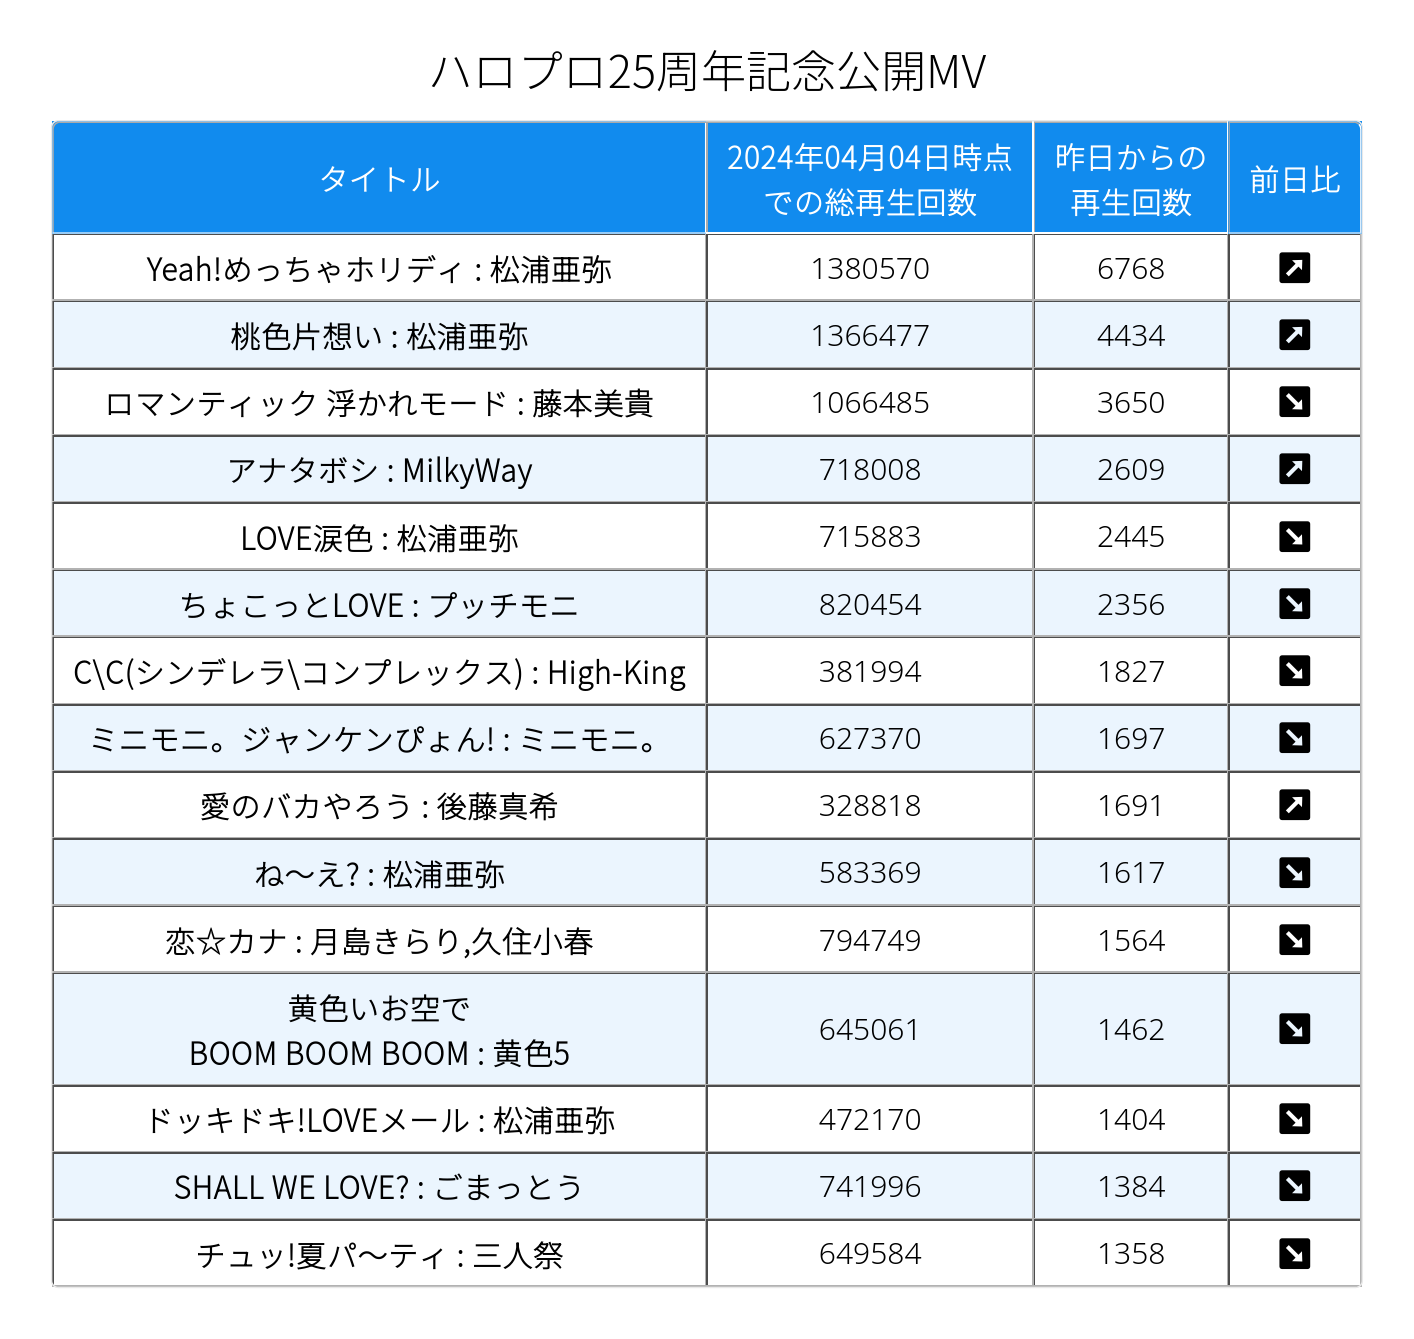 ハロプロ25周年記念公開MV
タイトル 2024年04月04日時点 昨日からの 前日比
での総再生回数 再生回数
Yeah!めっちゃホリディ : 松浦亜弥 1380570 6768 ↗
桃色片想い : 松浦亜弥 1366477 4434 ↗
ロマンティック 浮かれモード : 藤本美貴 1066485 3650 ↘
アナタボシ : MilkyWay 718008 2609 ↗
LOVE涙色 : 松浦亜弥 715883 2445 ↘
ちょこっとLOVE : プッチモニ 820454 2356 ↘
C\C(シンデレラ\コンプレックス) : High-King 381994 1827 ↘
ミニモニ。ジャンケンぴょん! : ミニモニ。 627370 1697 ↘
愛のバカやろう : 後藤真希 328818 1691 ↗
ね〜え? : 松浦亜弥 583369 1617 ↘
恋☆カナ : 月島きらり,久住小春 794749 1564 ↘
黄色いお空で
BOOM BOOM BOOM : 黄色5 645061 1462 ↘
ドッキドキ!LOVEメール : 松浦亜弥 472170 1404 ↘
SHALL WE LOVE? : ごまっとう 741996 1384 ↘
チュッ!夏パ〜ティ : 三人祭 649584 1358 ↘